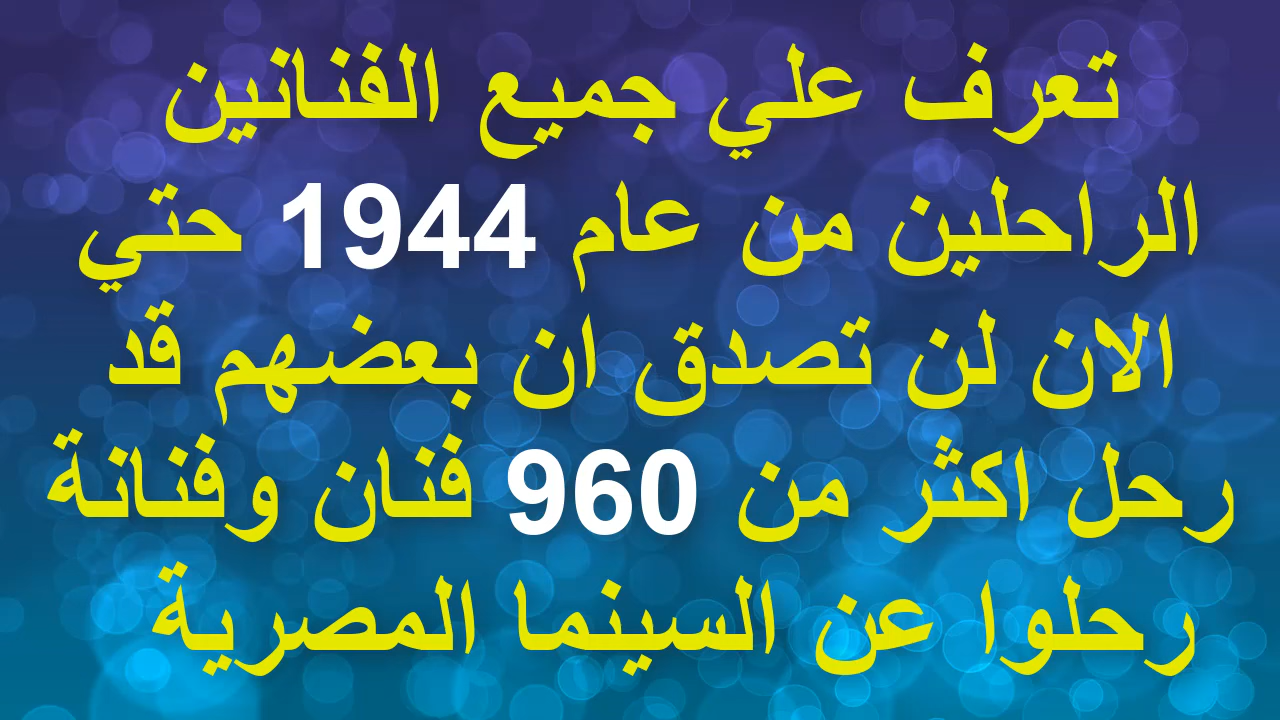 تعرف علي جميع الفنانين
الراحلين من عام 1944 حتي
الان لن تصدق ان بعضهم قد
رحل اكثر من 960 فنان وفنانة
رحلوا عن السينما المصرية